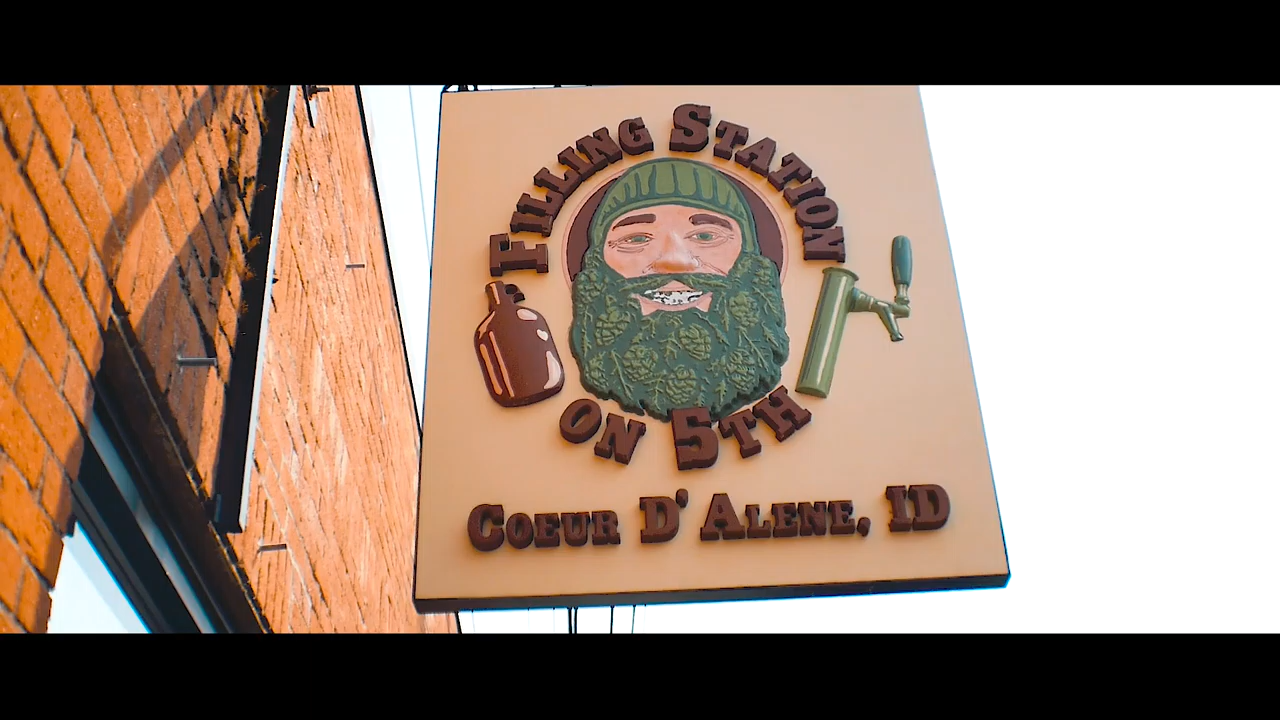 Filling Station
on 5th
Coeur D' Alene, ID